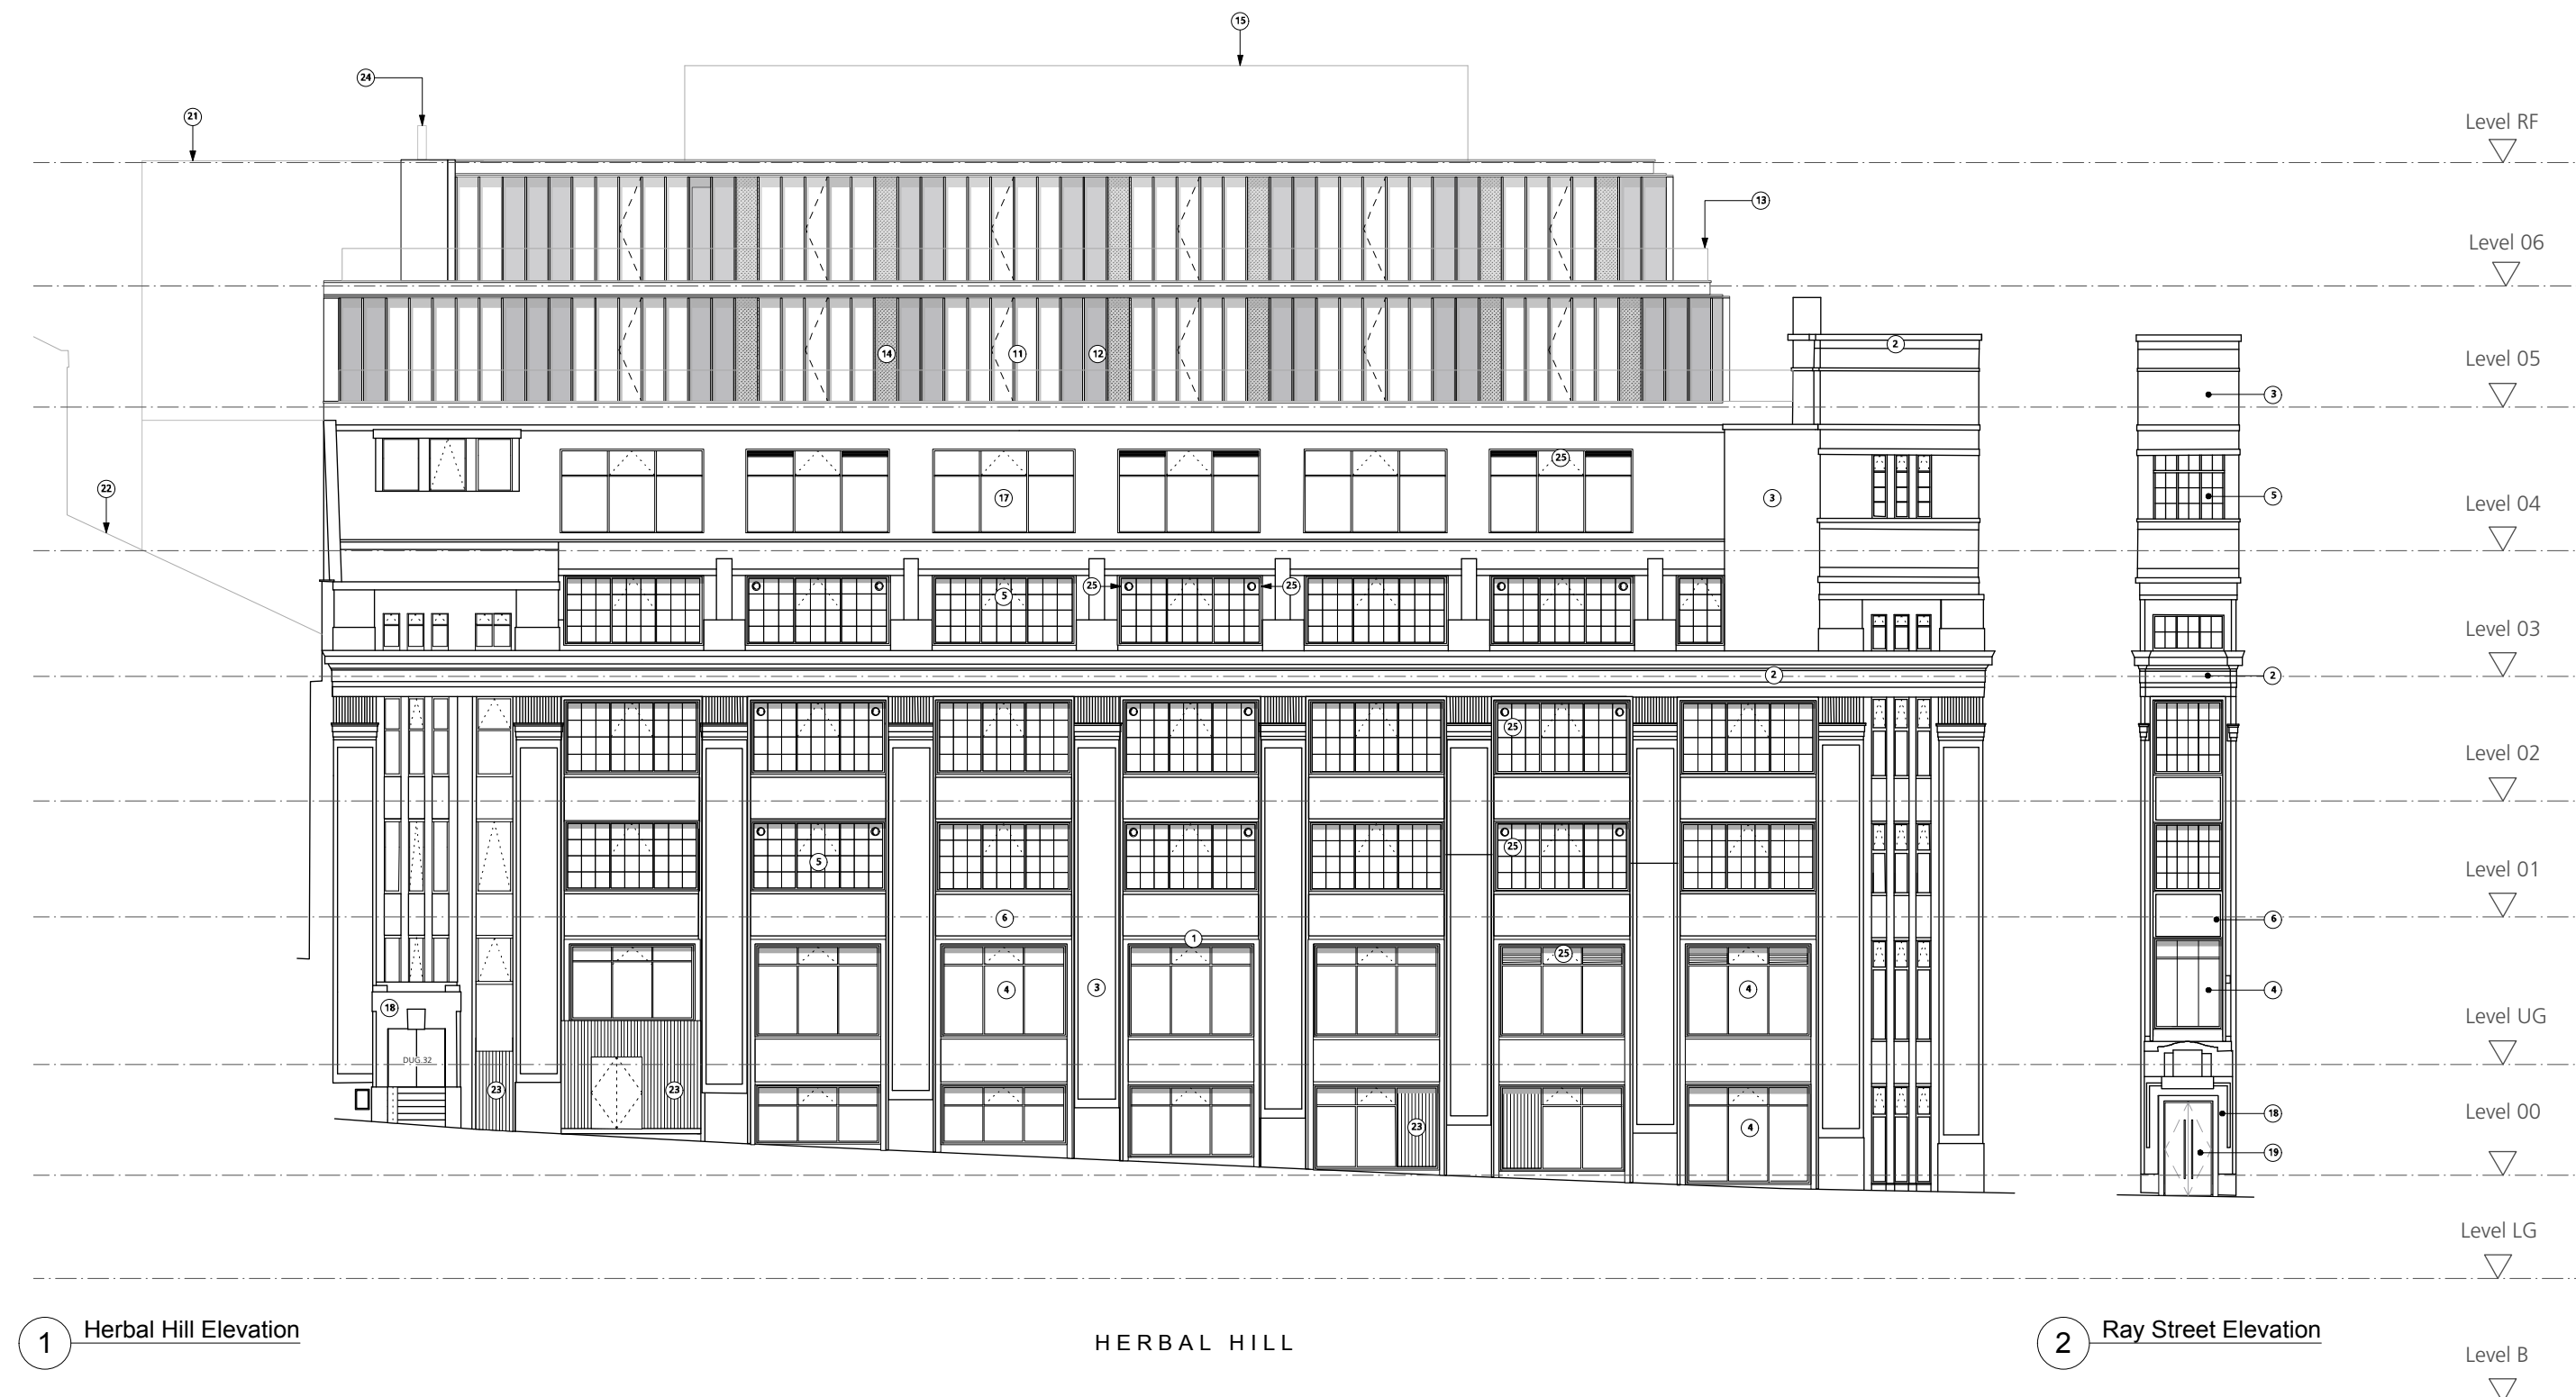 15
24
21
Level RF
13
Level 06
2
14
11
12
Level 05
3
25
22
17
3
5
Level 04
25
25
5
Level 03
2
2
25
Level 02
25
5
Level 01
6
6
1
25
4
4
3
4
18
Level UG
DUG.32
23
23
Level 00
18
23
4
19
Level LG
1
Herbal Hill Elevation
HERBAL HILL
2
Ray Street Elevation
Level B